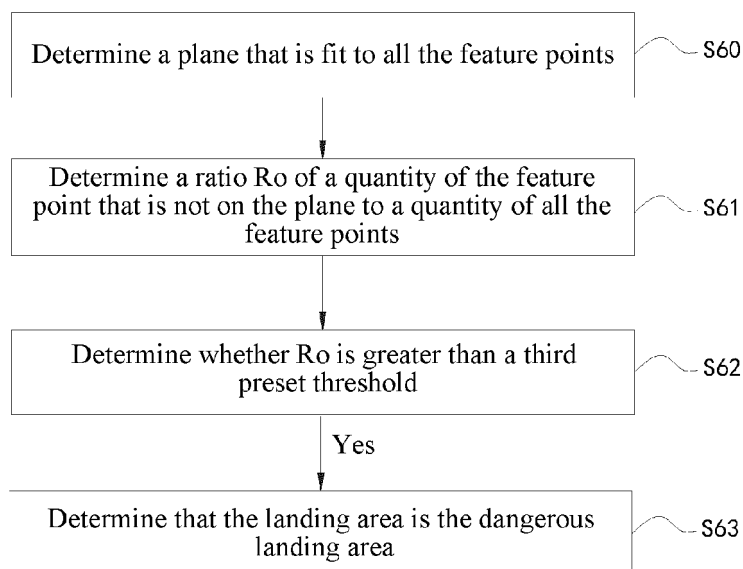 Determine a plane that is fit to all the feature points
S60
Determine a ratio Ro of a quantity of the feature
point that is not on the plane to a quantity of all the
feature points
S61
Determine whether Ro is greater than a third
preset threshold
S62
Yes
Determine that the landing area is the dangerous
landing area
S63